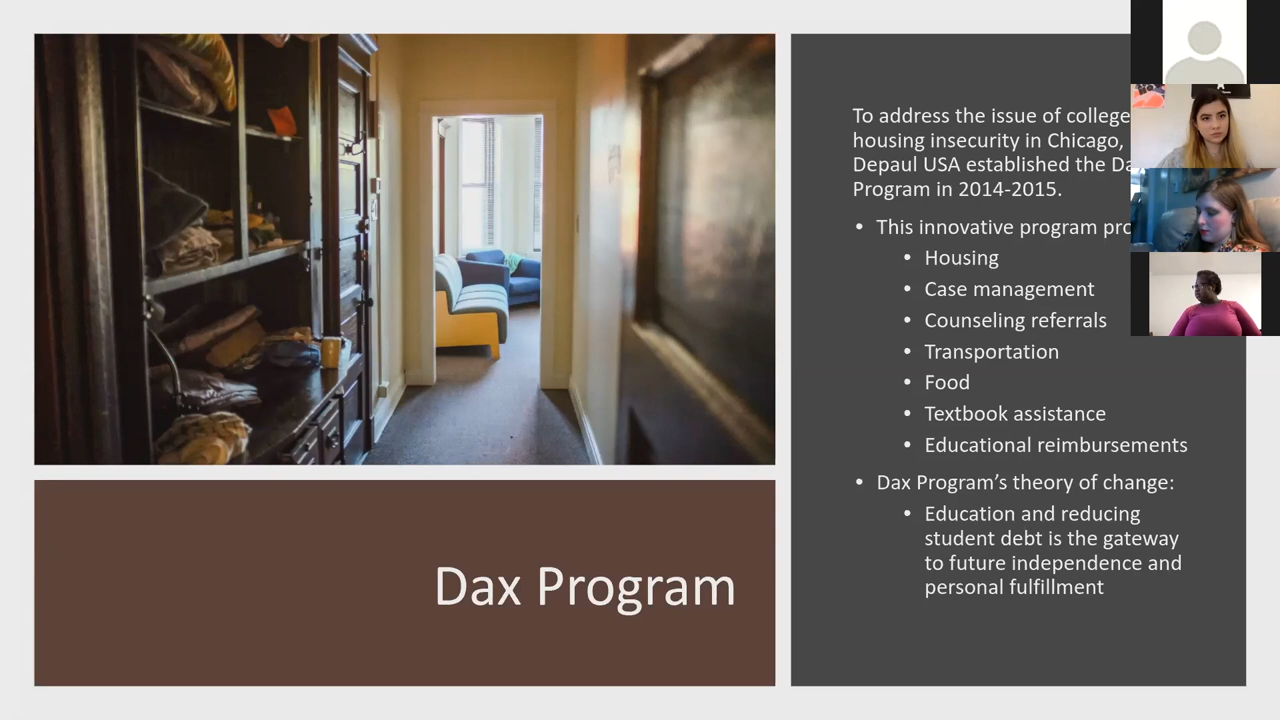 To address the issue of college
housing insecurity in Chicago,
Depaul USA established the
Program in 2014-2015.
• This innovative program
• Housing
• Case management
• Counseling referrals
• Transportation
• Food
• Textbook assistance
• Educational reimbursements
• Dax Program’s theory of change:
• Education and reducing
student debt is the gateway
to future independence and
personal fulfillment
Dax Program